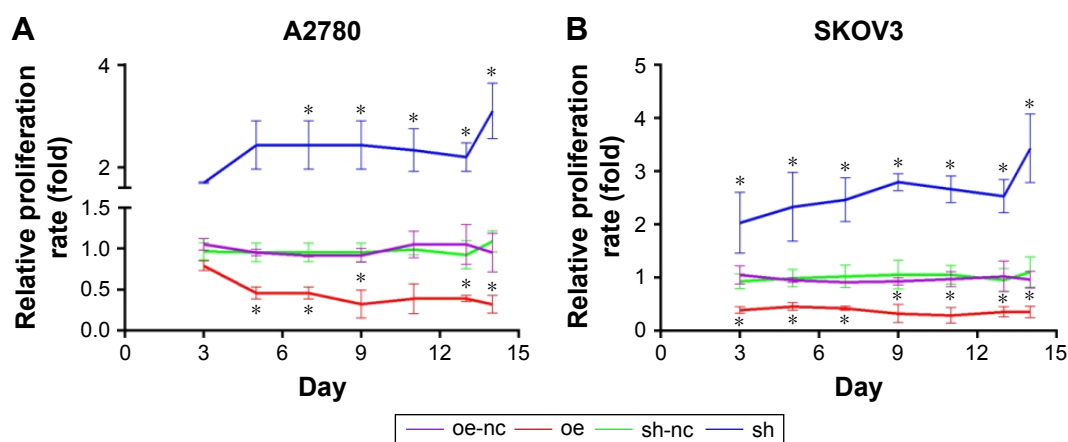 A
A2780
Relative proliferation
rate (fold)
4
2
1.5
1.0
0.5
0.0
* * * * * *
* * * * *
0 3 6 9 12 15
Day
B
SKOV3
Relative proliferation
rate (fold)
5
4
3
2
1
0
* * * * * * *
* * * * * * *
0 3 6 9 12 15
Day
oe-nc oe sh-nc sh